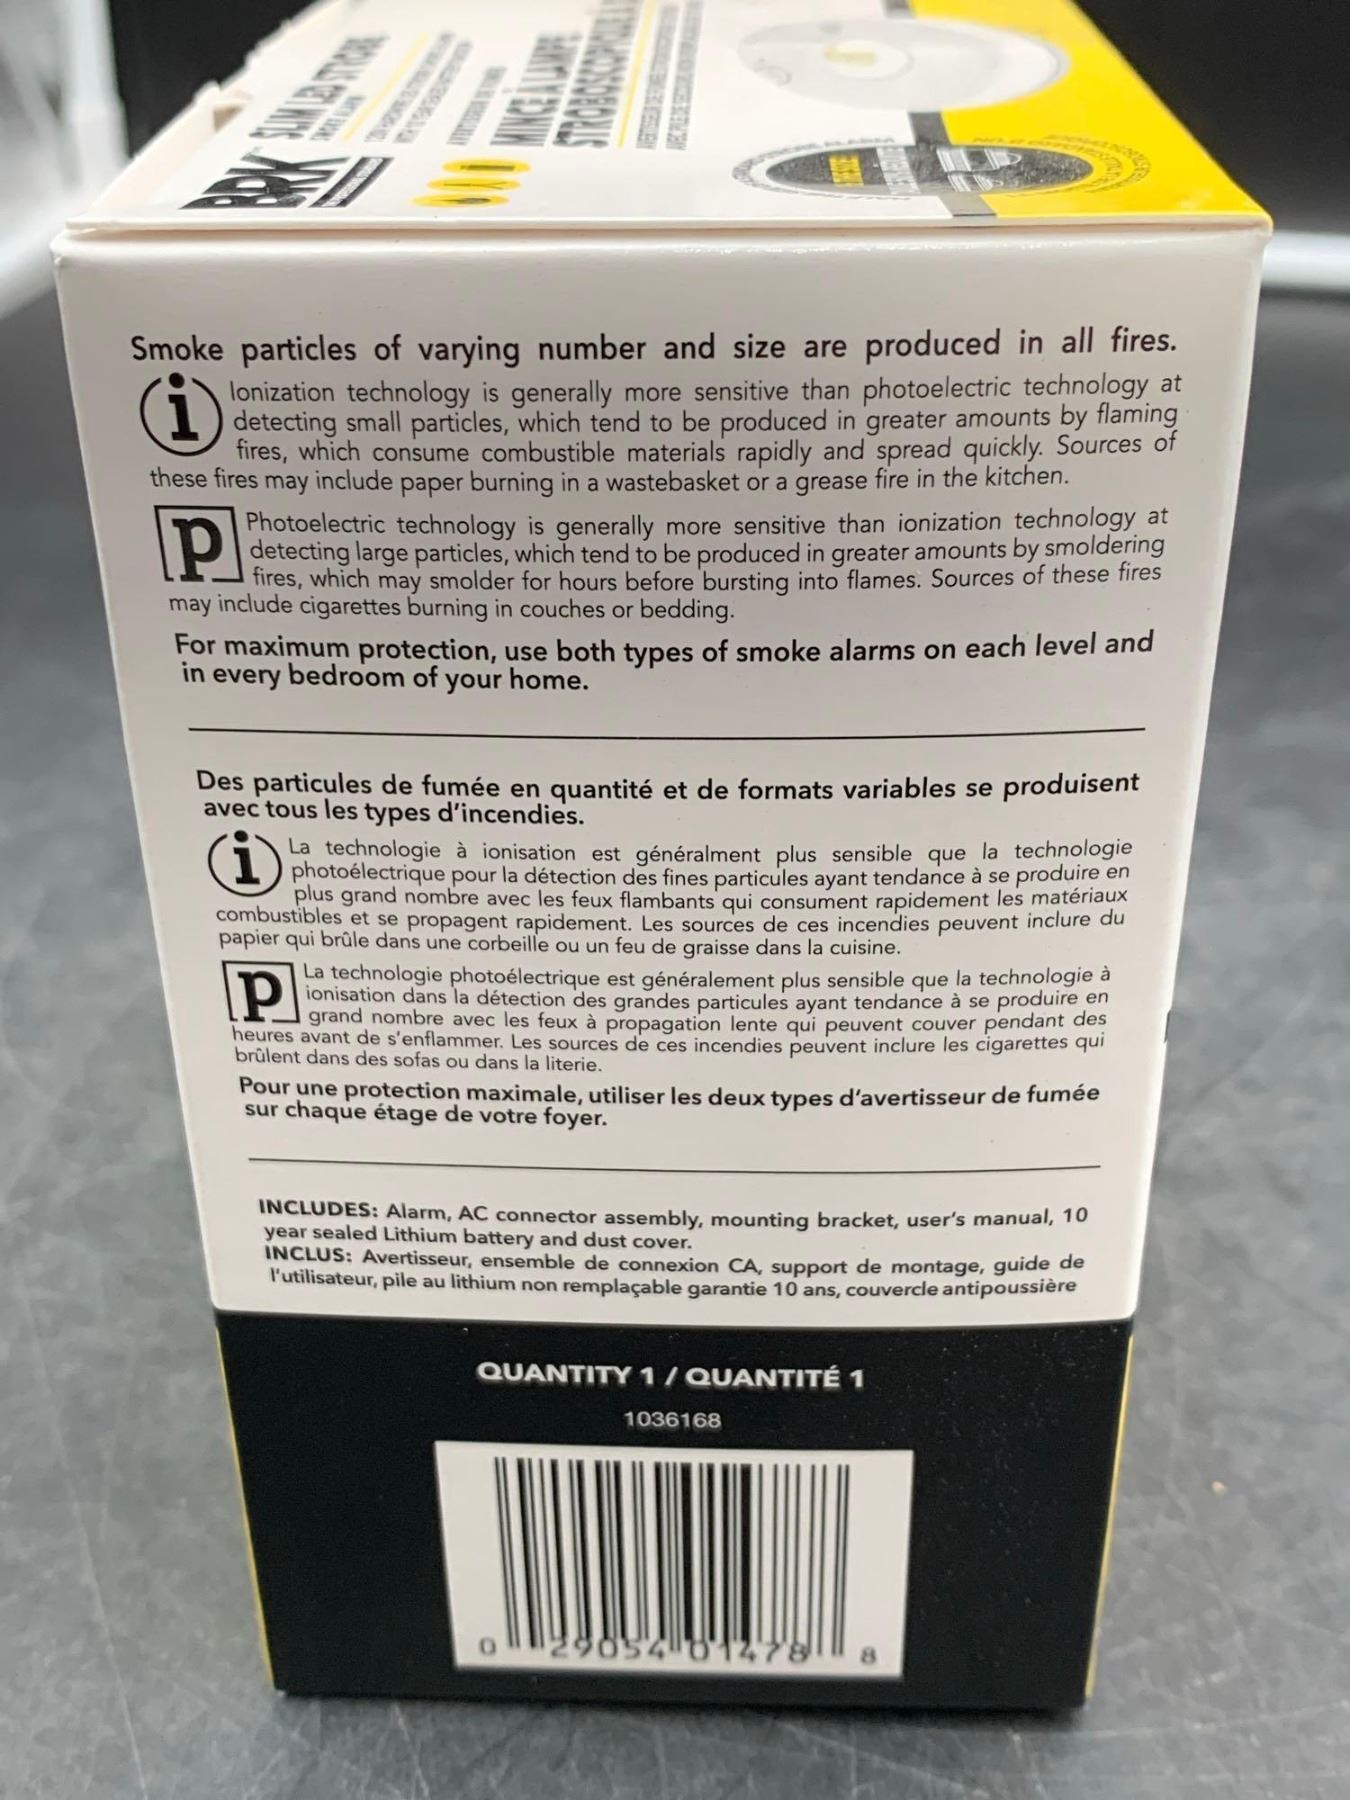 BRK
SLIM LED STROBE
SMOKE ALARM
MINCE À LAMPE
STROBOSCOPIQUE
Smoke particles of varying number and size are produced in all fires.
i Ionization technology is generally more sensitive than photoelectric technology at
detecting small particles, which tend to be produced in greater amounts by flaming
fires, which consume combustible materials rapidly and spread quickly. Sources of
these fires may include paper burning in a wastebasket or a grease fire in the kitchen.
P Photoelectric technology is generally more sensitive than ionization technology at
detecting large particles, which tend to be produced in greater amounts by smoldering
fires, which may smolder for hours before bursting into flames. Sources of these fires
may include cigarettes burning in couches or bedding.
For maximum protection, use both types of smoke alarms on each level and
in every bedroom of your home.
Des particules de fumée en quantité et de formats variables se produisent
avec tous les types d'incendies.
i La technologie à ionisation est généralment plus sensible que la technologie
photoélectrique pour la détection des fines particules ayant tendance à se produire en
plus grand nombre avec les feux flambants qui consument rapidement les matériaux
combustibles et se propagent rapidement. Les sources de ces incendies peuvent inclure du
papier qui brûle dans une corbeille ou un feu de graisse dans la cuisine.
P La technologie photoélectrique est généralement plus sensible que la technologie à
ionisation dans la détection des grandes particules ayant tendance à se produire en
grand nombre avec les feux à propagation lente qui peuvent couver pendant des
heures avant de s'enflammer. Les sources de ces incendies peuvent inclure les cigarettes qui
brûlent dans des sofas ou dans la literie.
Pour une protection maximale, utiliser les deux types d'avertisseur de fumée
sur chaque étage de votre foyer.
INCLUDES: Alarm, AC connector assembly, mounting bracket, user's manual, 10
year sealed Lithium battery and dust cover.
INCLUS: Avertisseur, ensemble de connexion CA, support de montage, guide de
l'utilisateur, pile au lithium non remplaçable garantie 10 ans, couvercle antipoussière
QUANTITY 1 / QUANTITÉ 1
1036168
0 29054 01478 8